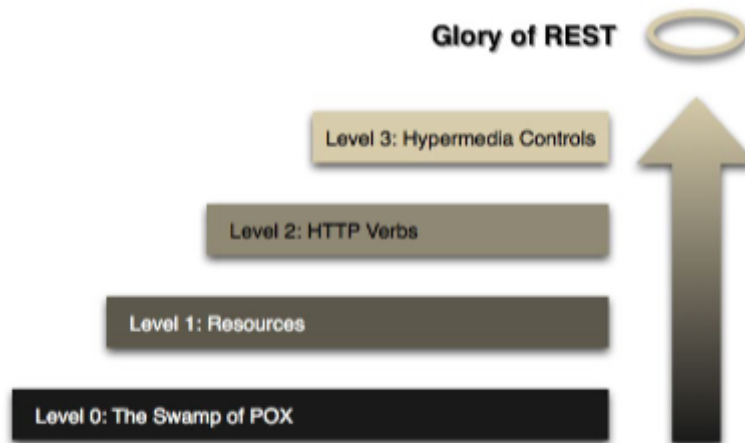 Glory of REST
Level 3: Hypermedia Controls
Level 2: HTTP Verbs
Level 1: Resources
Level 0: The Swamp of POX